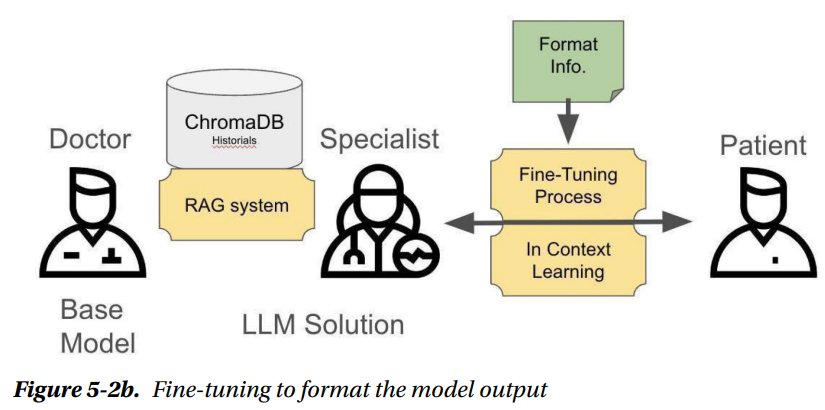 Format
Info.
ChromaDB
Historials
Doctor
Specialist
Patient
RAG system
Fine-Tuning
Process
In Context
Learning
Base
Model
LLM Solution
Figure 5-2b. Fine-tuning to format the model output